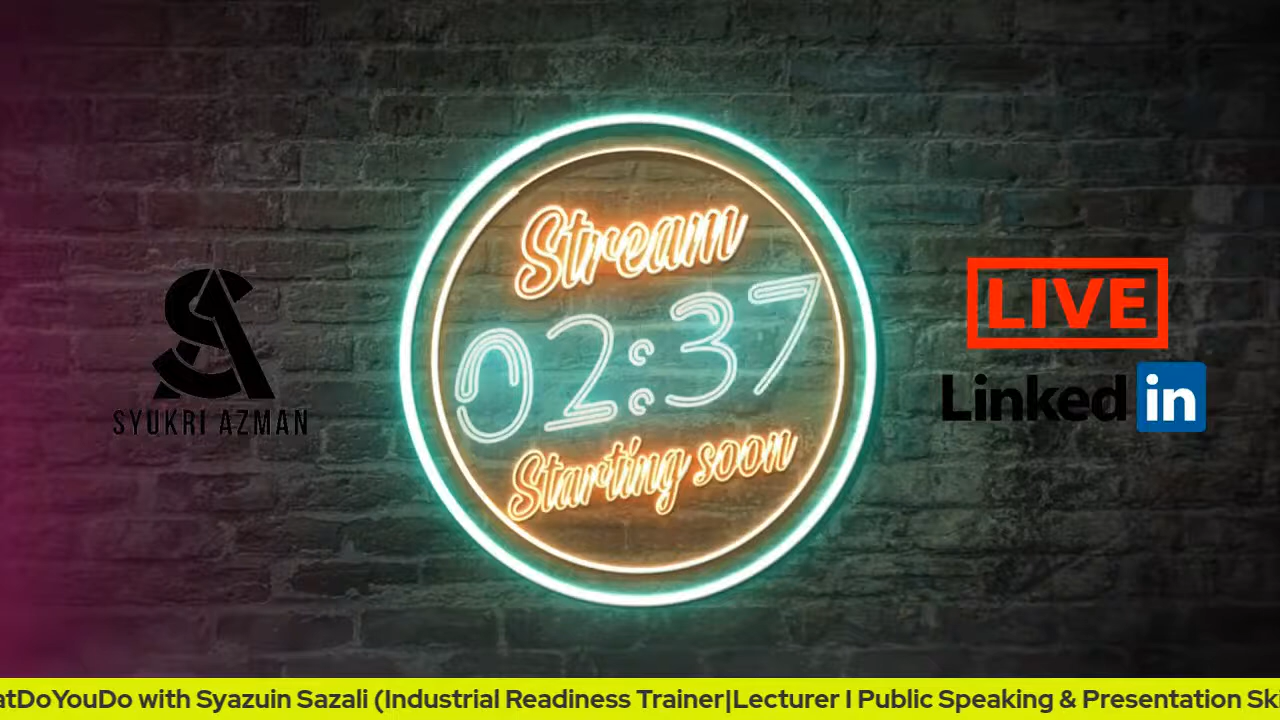 Stream
02:37
Starting soon
SYUKRI AZMAN
LIVE
Linked in
atDoYouDo with Syazuin Sazali (Industrial Readiness Trainer|Lecturer I Public Speaking & Presentation Ski